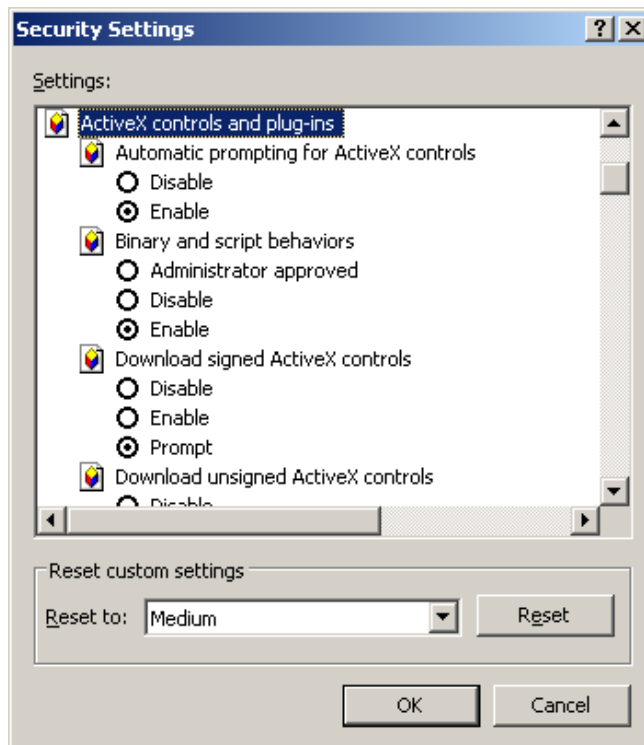 Security Settings
Settings:
ActiveX controls and plug-ins
Automatic prompting for ActiveX controls
Disable
Enable
Binary and script behaviors
Administrator approved
Disable
Enable
Download signed ActiveX controls
Disable
Enable
Prompt
Download unsigned ActiveX controls
Disable
Reset custom settings
Reset to:
Medium
Reset
OK
Cancel